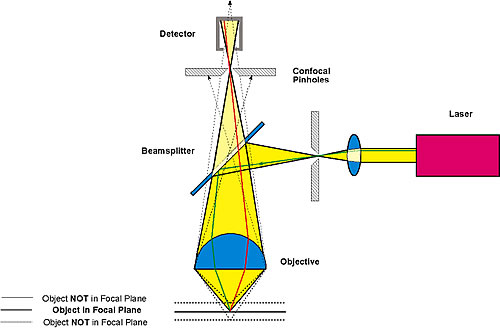 Detector
Confocal
Pinholes
Laser
Beamsplitter
Objective
Object NOT in Focal Plane
Object in Focal Plane
Object NOT in Focal Plane